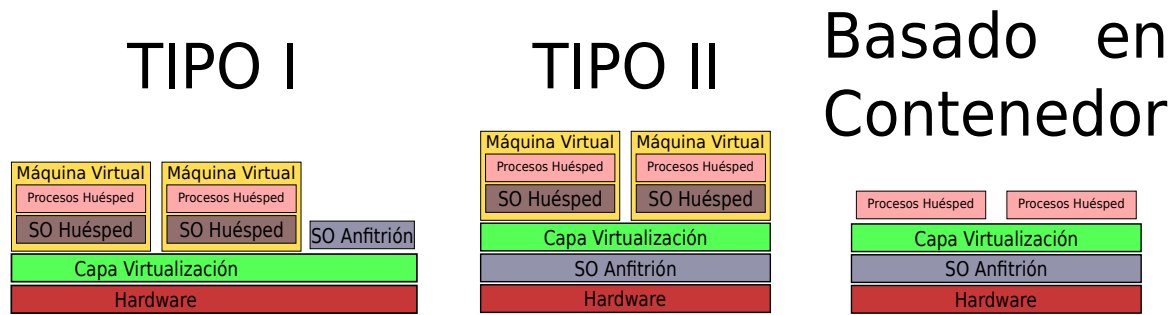 TIPO I
Máquina Virtual
Procesos Huésped
SO Huésped
Máquina Virtual
Procesos Huésped
SO Huésped
SO Anfitrión
Capa Virtualización
Hardware
TIPO II
Máquina Virtual
Procesos Huésped
SO Huésped
Máquina Virtual
Procesos Huésped
SO Huésped
Capa Virtualización
SO Anfitrión
Hardware
Basado en
Contenedor
Procesos Huésped
Procesos Huésped
Capa Virtualización
SO Anfitrión
Hardware